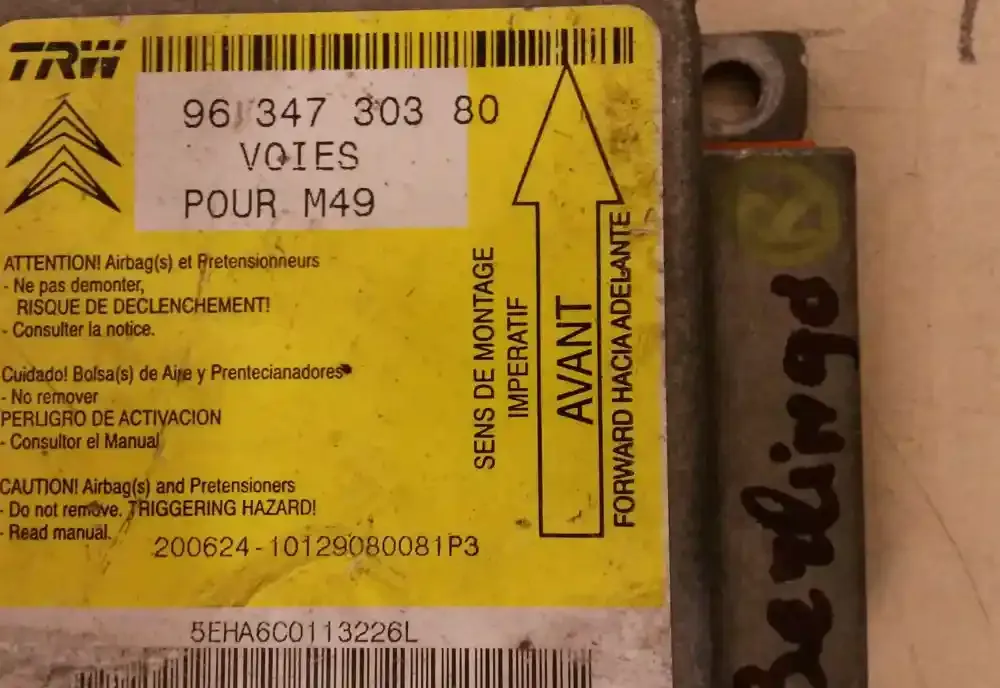 TRW
96 347 303 80
VOIES
POUR M49
ATTENTION! Airbag(s) et Pretensionneurs
- Ne pas demonter,
RISQUE DE DECLENCHEMENT!
- Consulter la notice.
Cuidado! Bolsa(s) de Aire y Prentecianadores
- No remover
PERLIGRO DE ACTIVACION
- Consultor el Manual
CAUTION! Airbag(s) and Pretensioners
- Do not remove. TRIGGERING HAZARD!
- Read manual.
200624-10129080081P3
SENS DE MONTAGE
IMPERATIF
AVANT
FORWARD HACIA ADELANTE
5EHA6C0113226L
Berlingo